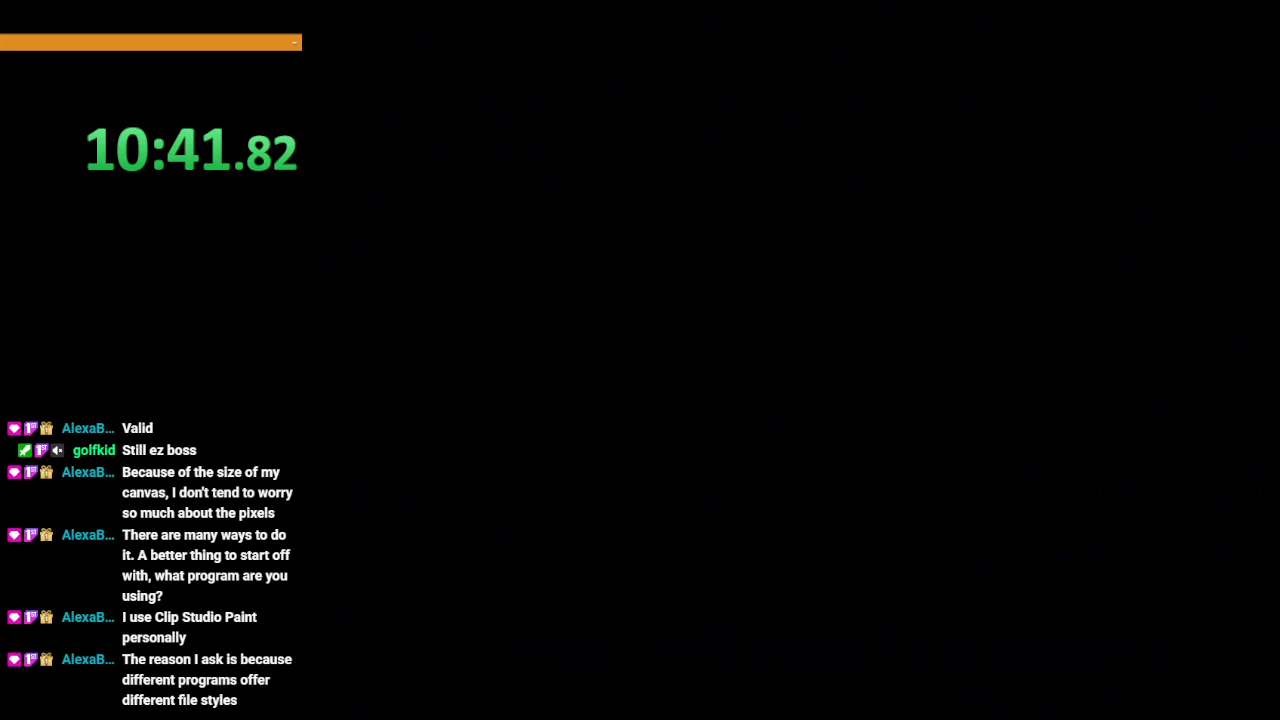 -
10:41.82
AlexaB... Valid
golfkid Still ez boss
AlexaB... Because of the size of my
canvas, I don't tend to worry
so much about the pixels
AlexaB... There are many ways to do
it. A better thing to start off
with, what program are you
using?
AlexaB... I use Clip Studio Paint
personally
AlexaB... The reason I ask is because
different programs offer
different file styles